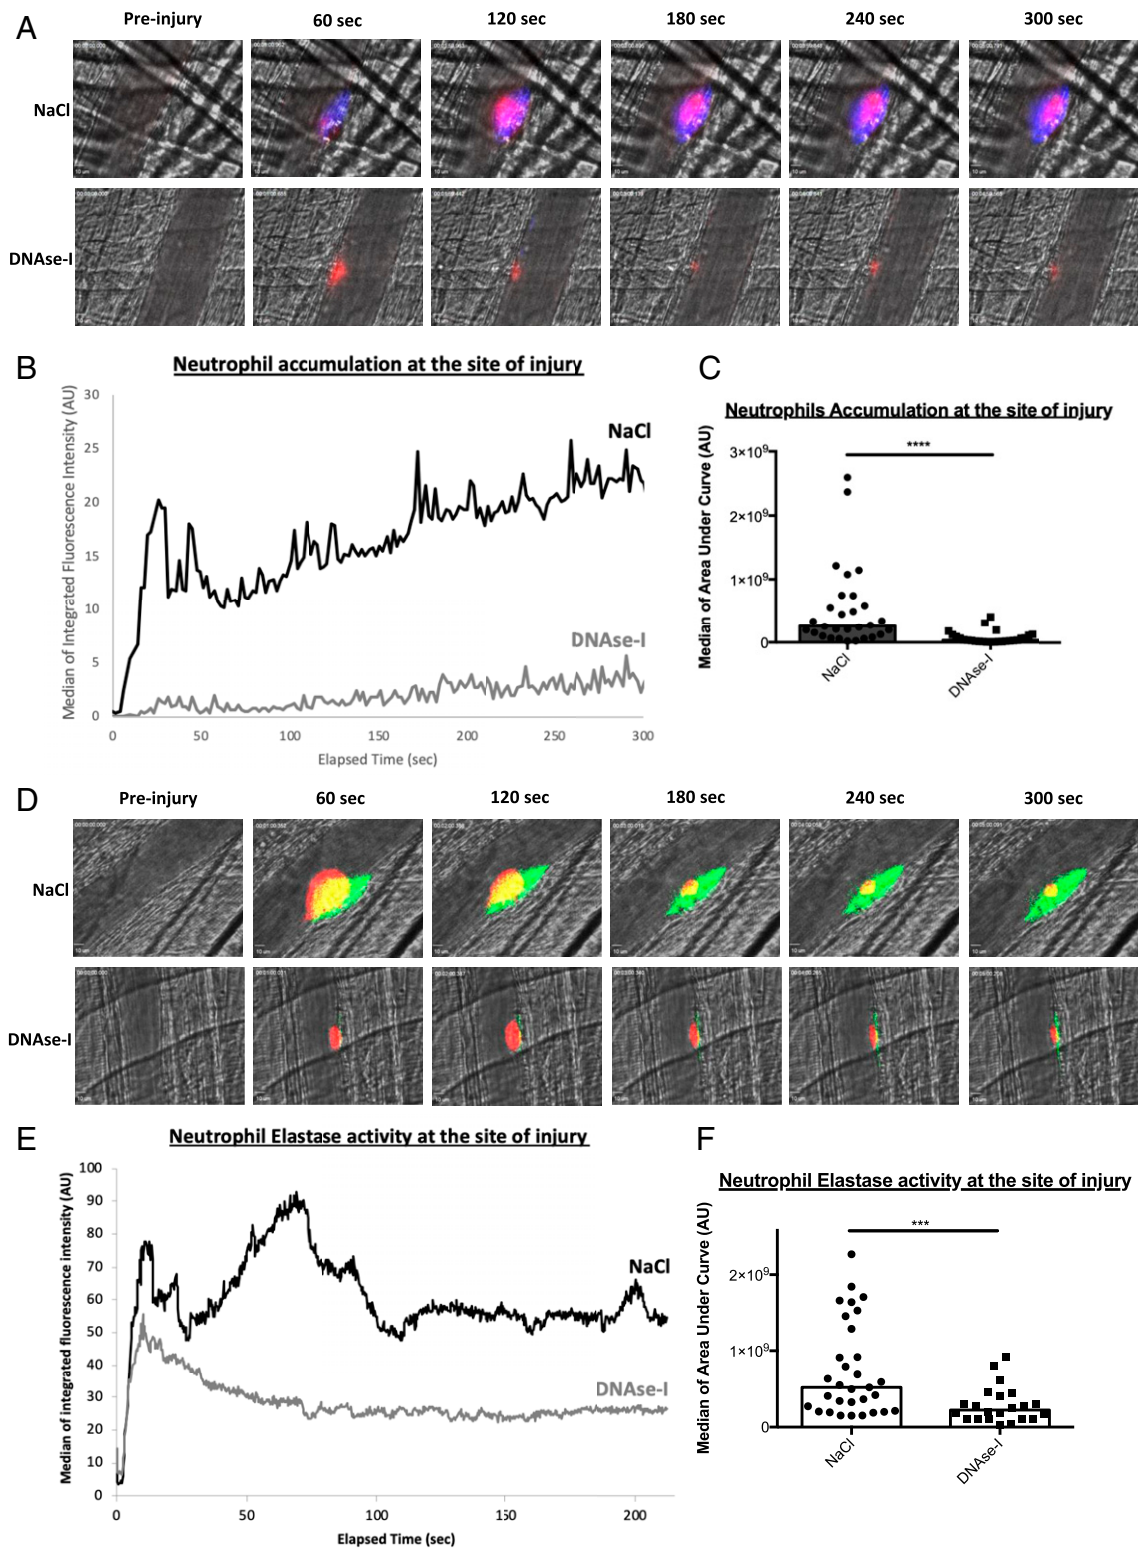 A
Pre-injury 60 sec 120 sec 180 sec 240 sec 300 sec
NaCl
DNAse-I
B
Neutrophil accumulation at the site of injury
Median of Integrated Fluorescence Intensity (AU)
30
25
20
15
10
5
0
NaCl
DNAse-I
0 50 100 150 200 250 300
Elapsed Time (sec)
C
Neutrophils Accumulation at the site of injury
Median of Area Under Curve (AU)
****
3×10⁹
2×10⁹
1×10⁹
0
NaCl
DNAse-I
D
Pre-injury 60 sec 120 sec 180 sec 240 sec 300 sec
NaCl
DNAse-I
E
Neutrophil Elastase activity at the site of injury
Median of integrated fluorescence intensity (AU)
100
90
80
70
60
50
40
30
20
10
0
NaCl
DNAse-I
0 50 100 150 200
Elapsed Time (sec)
F
Neutrophil Elastase activity at the site of injury
Median of Area Under Curve (AU)
***
2×10⁹
1×10⁹
0
NaCl
DNAse-I